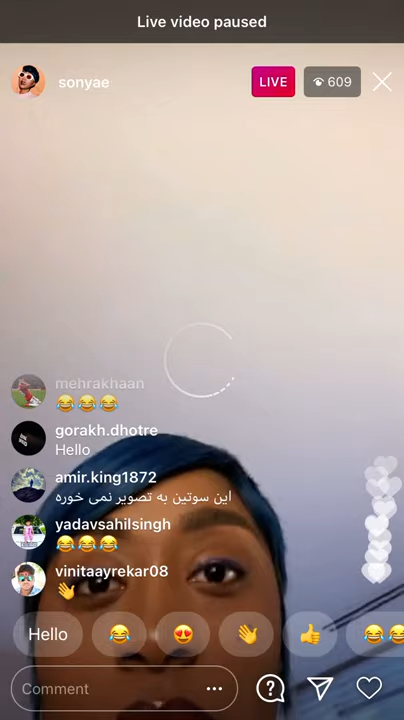 Live video paused
sonyae
LIVE
609
mehrakhaan
😂😂😂
gorakh.dhotre
Hello
amir.king1872
این سوتین به تصویر نمی خوره
yadavsahilsingh
😂😂😂
vinitaayrekar08
👋
Hello 😂 😍 👋 👍 😂😂
Comment